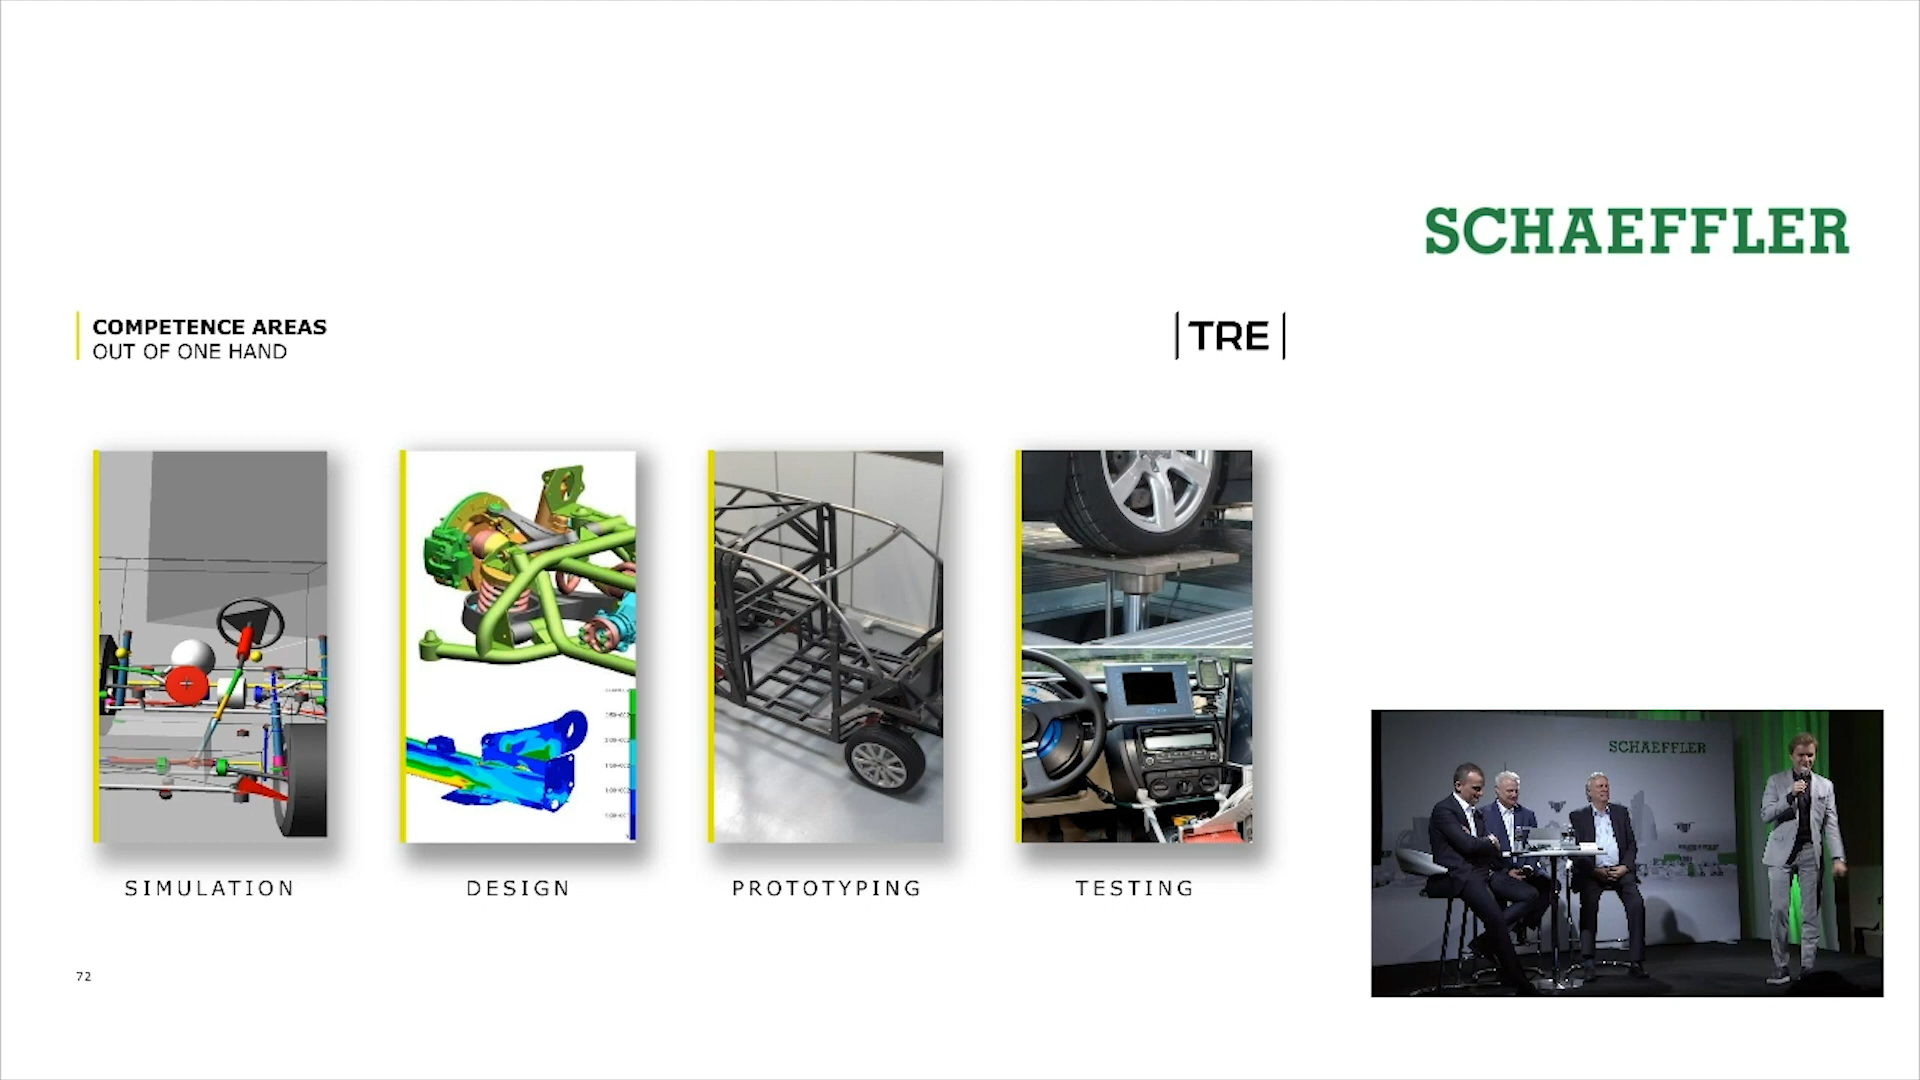 SCHAEFFLER
COMPETENCE AREAS
OUT OF ONE HAND
|TRE|
SIMULATION
DESIGN
PROTOTYPING
TESTING
72
SCHAEFFLER